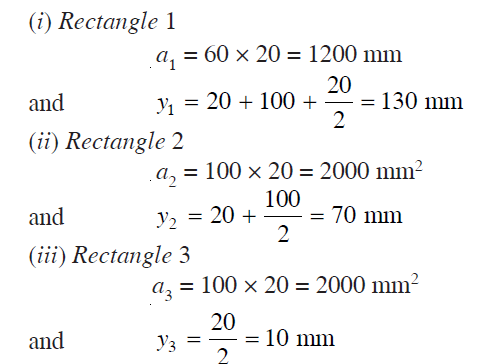 (i) Rectangle 1
a₁ = 60 × 20 = 1200 mm
and y₁ = 20 + 100 + 20/2 = 130 mm
(ii) Rectangle 2
a₂ = 100 × 20 = 2000 mm²
and y₂ = 20 + 100/2 = 70 mm
(iii) Rectangle 3
a₃ = 100 × 20 = 2000 mm²
and y₃ = 20/2 = 10 mm